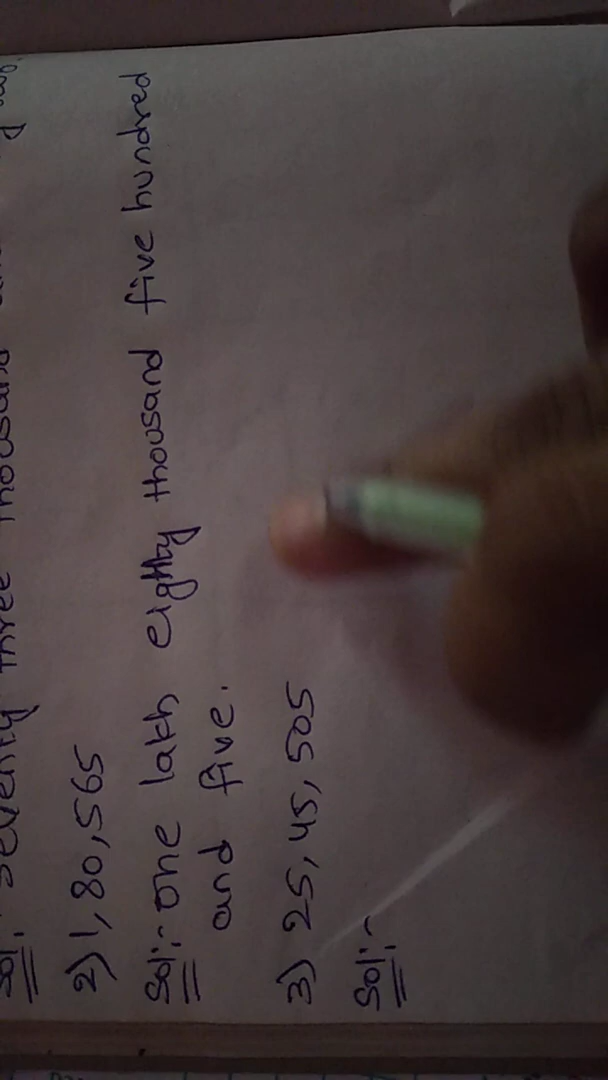 Sol:- Seventy three thousand
2) 1,80,565
Sol:- one lakh eighty thousand five hundred
and five.
3) 25,45,505
Sol:-